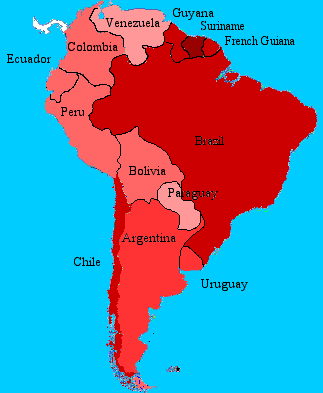 Guyana
Venezuela
Suriname
French Guiana
Colombia
Ecuador
Peru
Brazil
Bolivia
Paraguay
Argentina
Chile
Uruguay